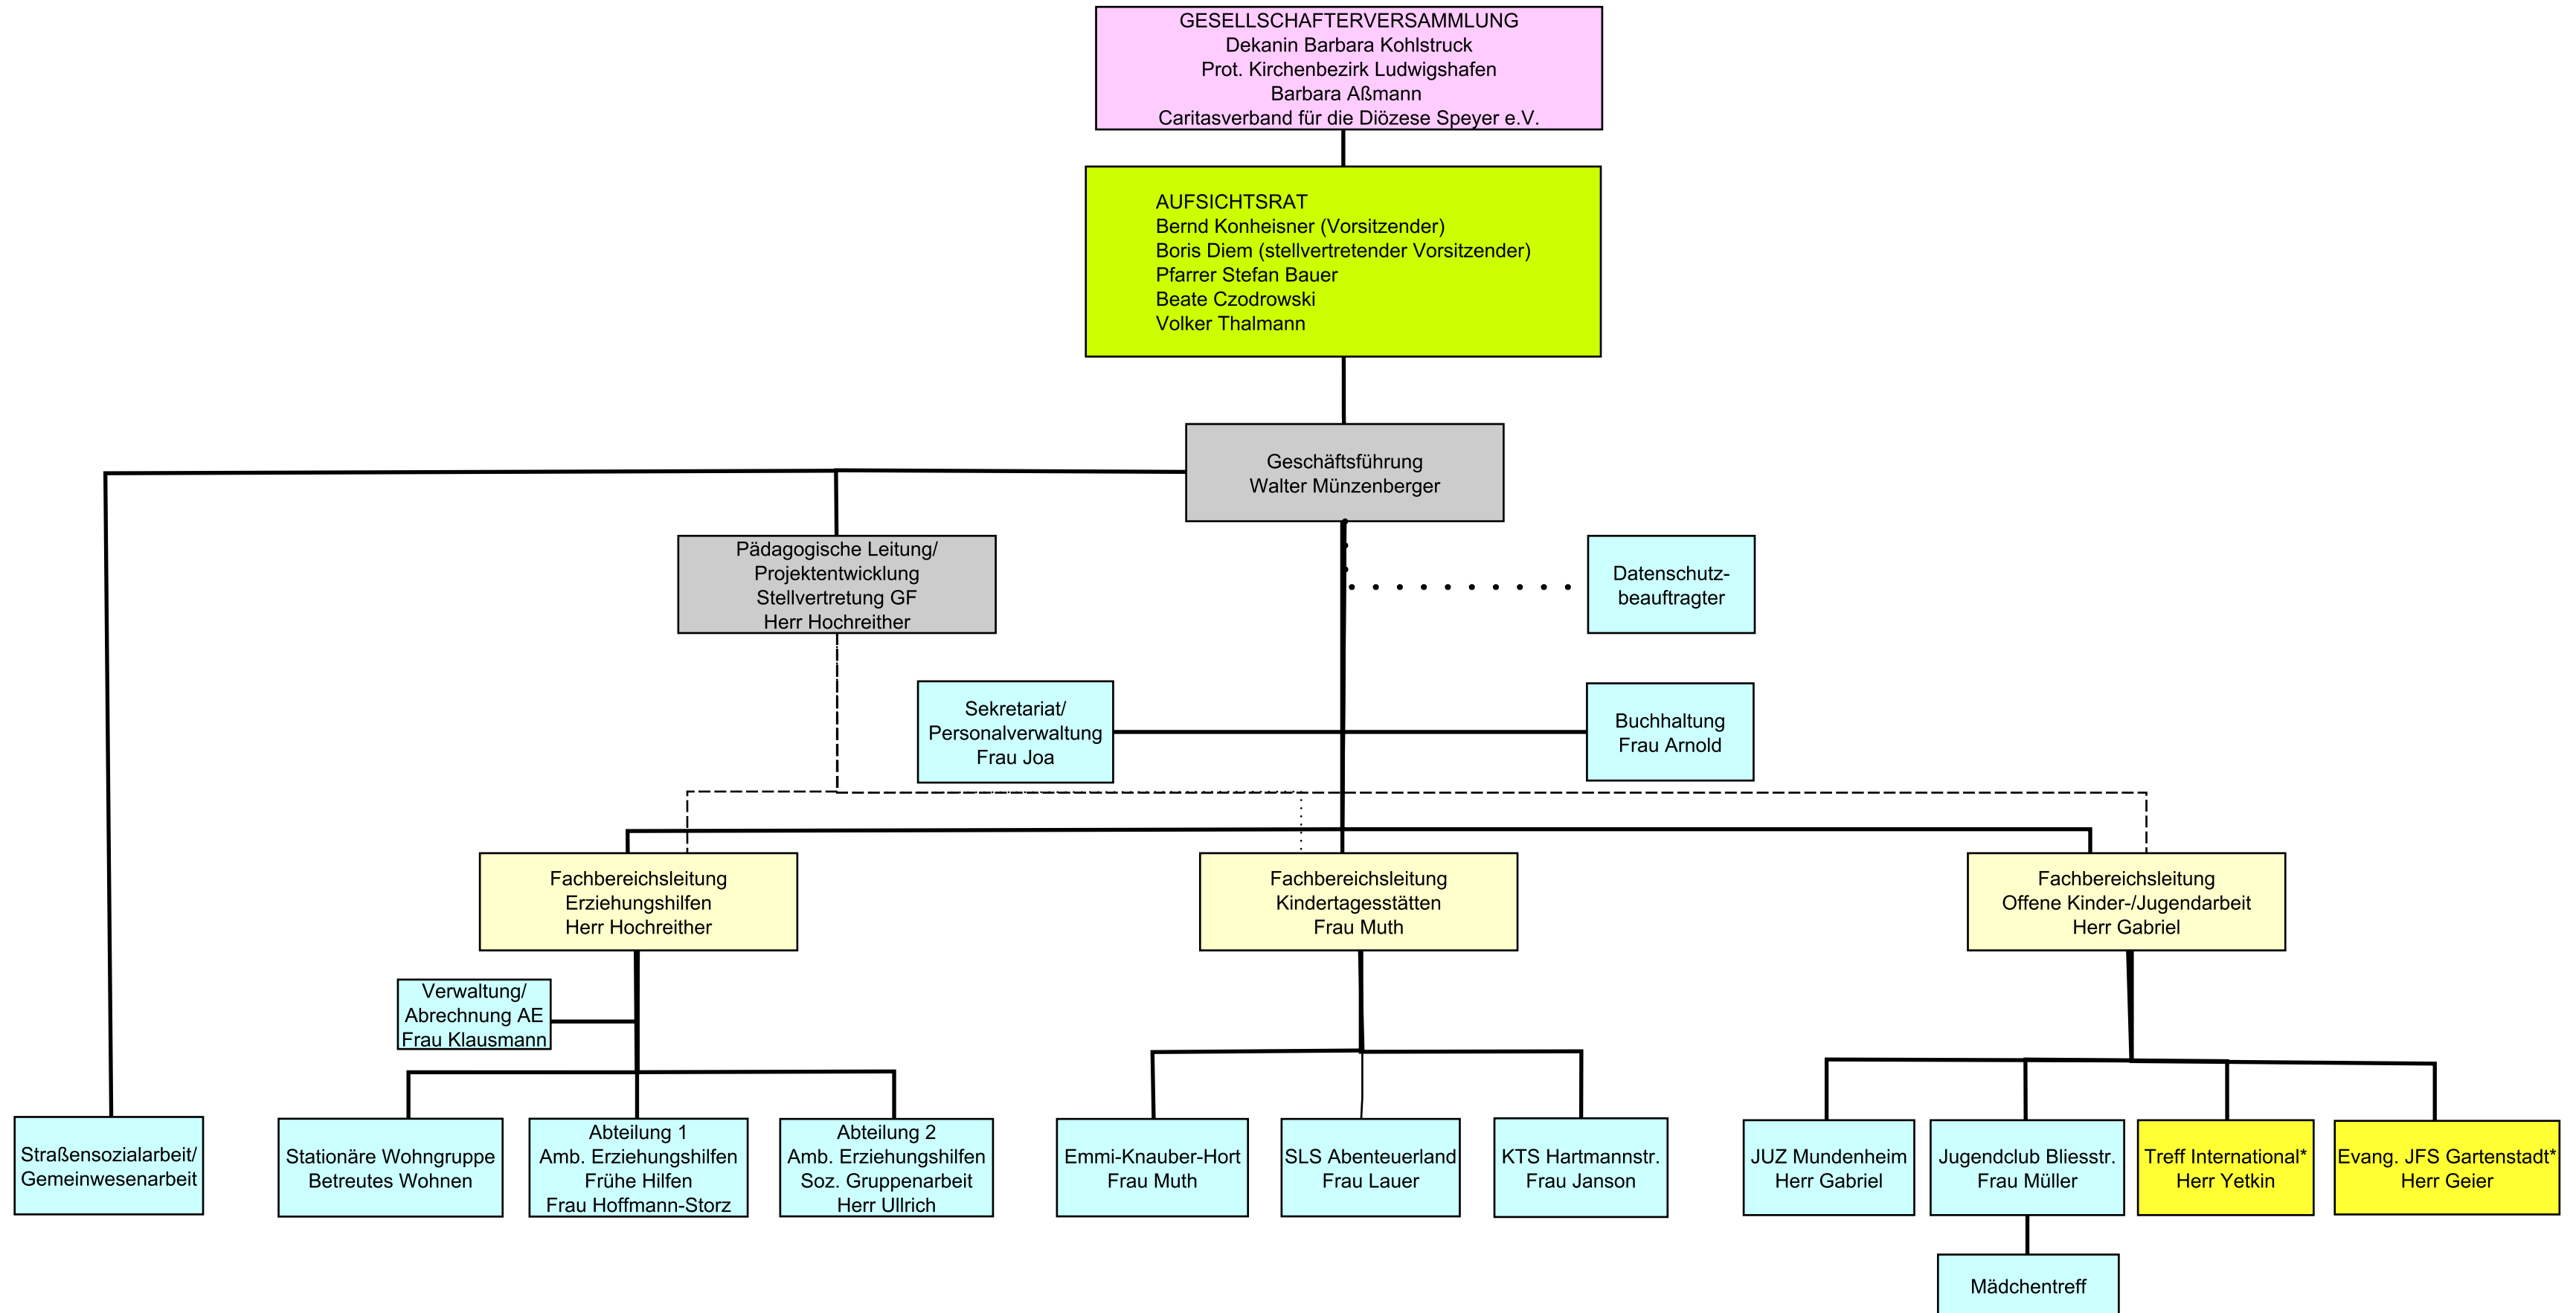 GESELLSCHAFTERVERSAMMLUNG
Dekanin Barbara Kohlstruck
Prot. Kirchenbezirk Ludwigshafen
Barbara Aßmann
Caritasverband für die Diözese Speyer e.V.
AUFSICHTSRAT
Bernd Konheisner (Vorsitzender)
Boris Diem (stellvertretender Vorsitzender)
Pfarrer Stefan Bauer
Beate Czodrowski
Volker Thalmann
Geschäftsführung
Walter Münzenberger
Pädagogische Leitung/
Projektentwicklung
Stellvertretung GF
Herr Hochreither
Datenschutz-
beauftragter
Sekretariat/
Personalverwaltung
Frau Joa
Buchhaltung
Frau Arnold
Fachbereichsleitung
Erziehungshilfen
Herr Hochreither
Fachbereichsleitung
Kindertagesstätten
Frau Muth
Fachbereichsleitung
Offene Kinder-/Jugendarbeit
Herr Gabriel
Verwaltung/
Abrechnung AE
Frau Klausmann
Straßensozialarbeit/
Gemeinwesenarbeit
Stationäre Wohngruppe
Betreutes Wohnen
Abteilung 1
Amb. Erziehungshilfen
Frühe Hilfen
Frau Hoffmann-Storz
Abteilung 2
Amb. Erziehungshilfen
Soz. Gruppenarbeit
Herr Ullrich
Emmi-Knauber-Hort
Frau Muth
SLS Abenteuerland
Frau Lauer
KTS Hartmannstr.
Frau Janson
JUZ Mundenheim
Herr Gabriel
Jugendclub Bliesstr.
Frau Müller
Treff International*
Herr Yetkin
Evang. JFS Gartenstadt*
Herr Geier
Mädchentreff